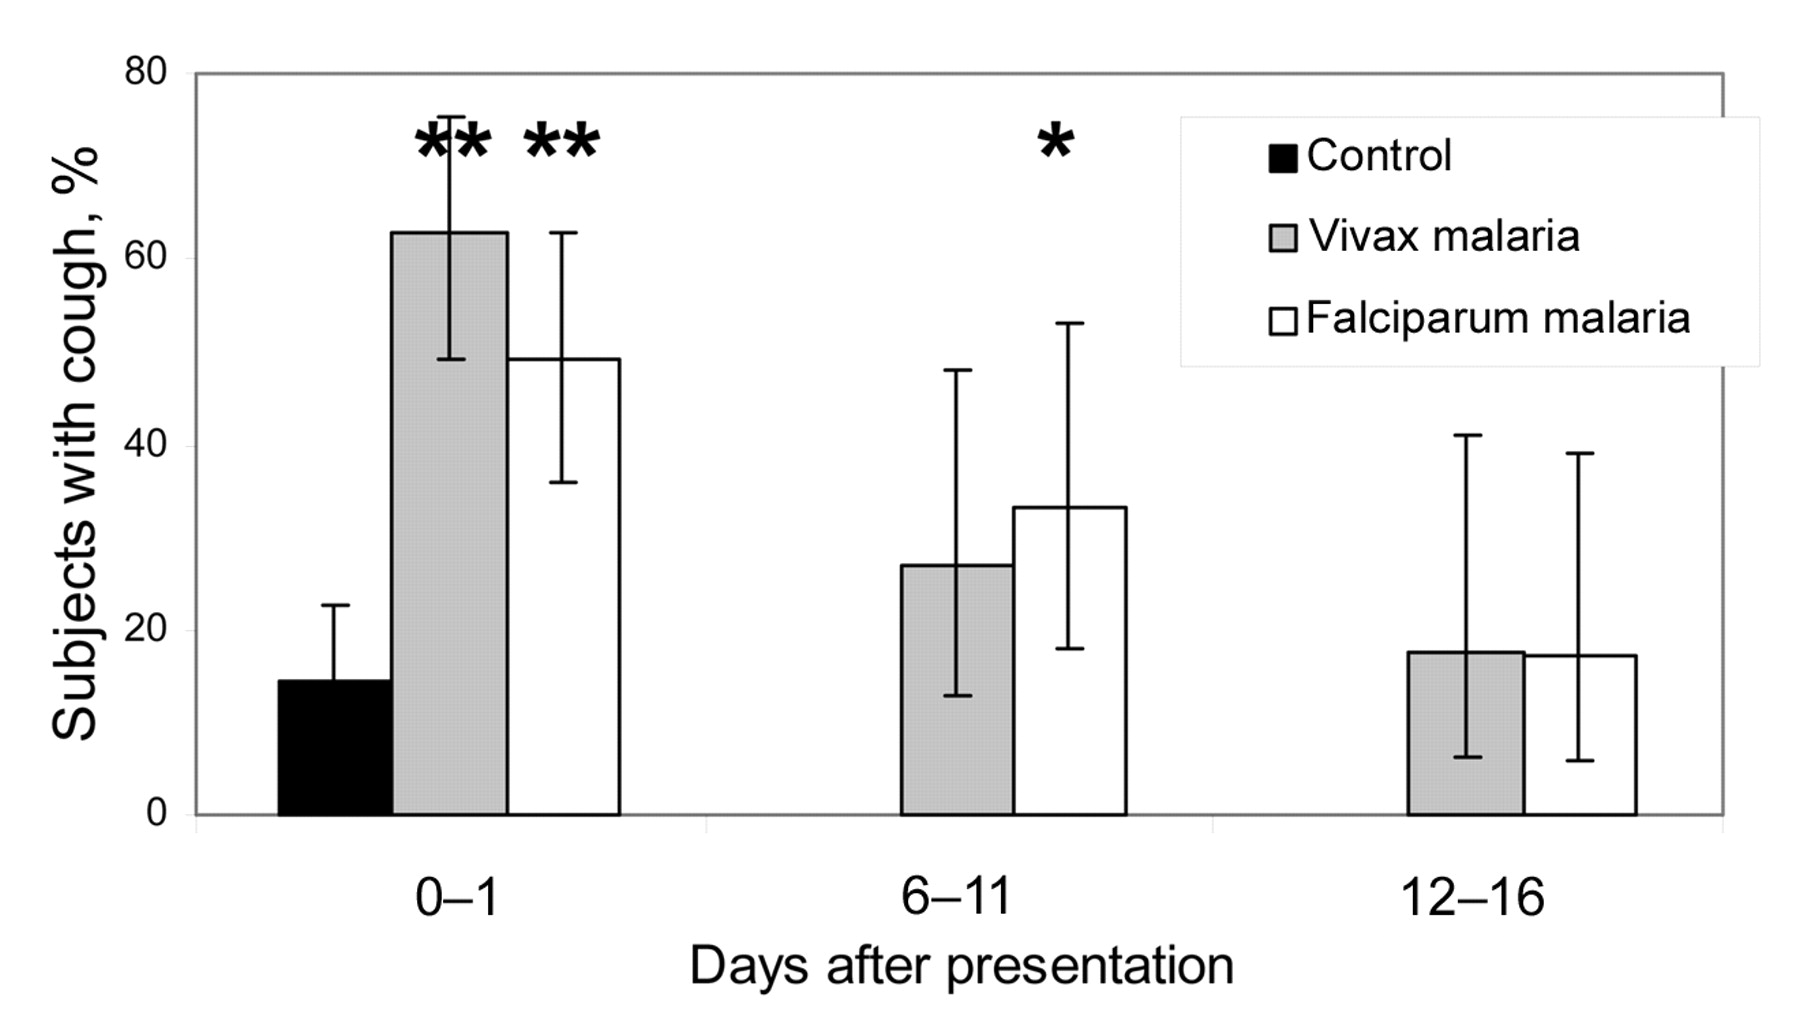 Subjects with cough, %
80
60
40
20
0
** **
*
Control
Vivax malaria
Falciparum malaria
0–1
6–11
12–16
Days after presentation